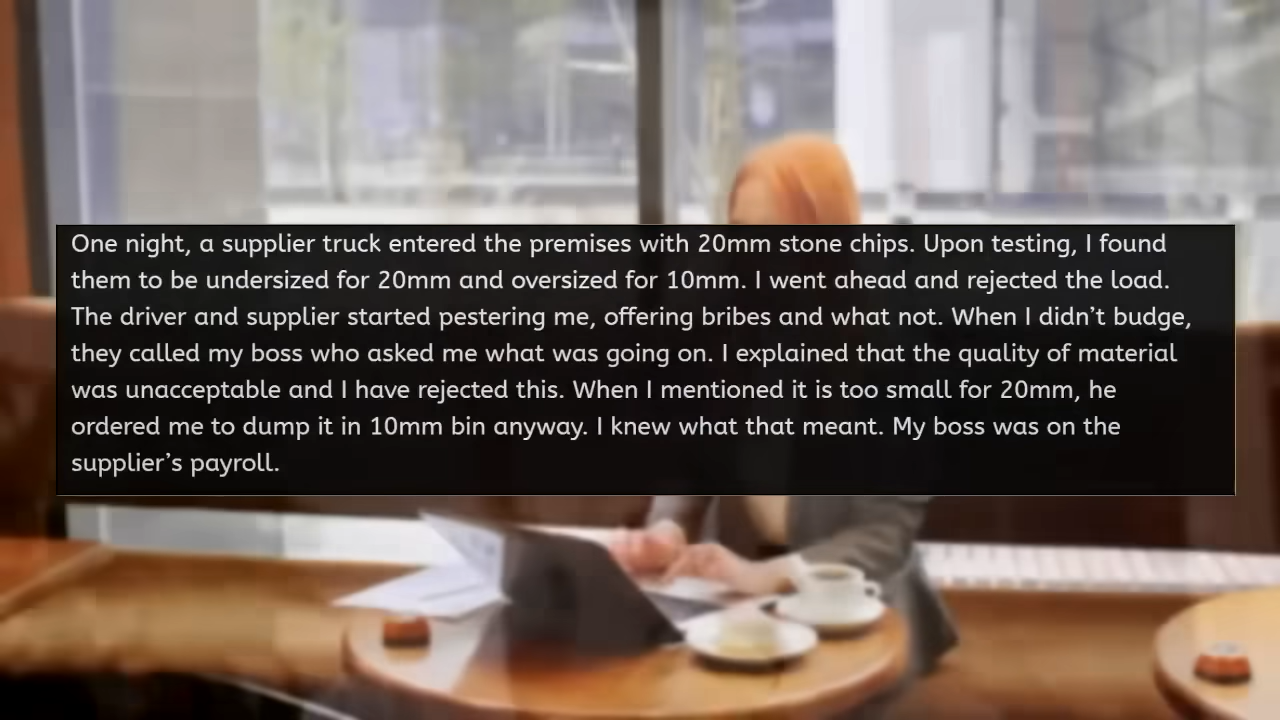 One night, a supplier truck entered the premises with 20mm stone chips. Upon testing, I found
them to be undersized for 20mm and oversized for 10mm. I went ahead and rejected the load.
The driver and supplier started pestering me, offering bribes and what not. When I didn’t budge,
they called my boss who asked me what was going on. I explained that the quality of material
was unacceptable and I have rejected this. When I mentioned it is too small for 20mm, he
ordered me to dump it in 10mm bin anyway. I knew what that meant. My boss was on the
supplier’s payroll.